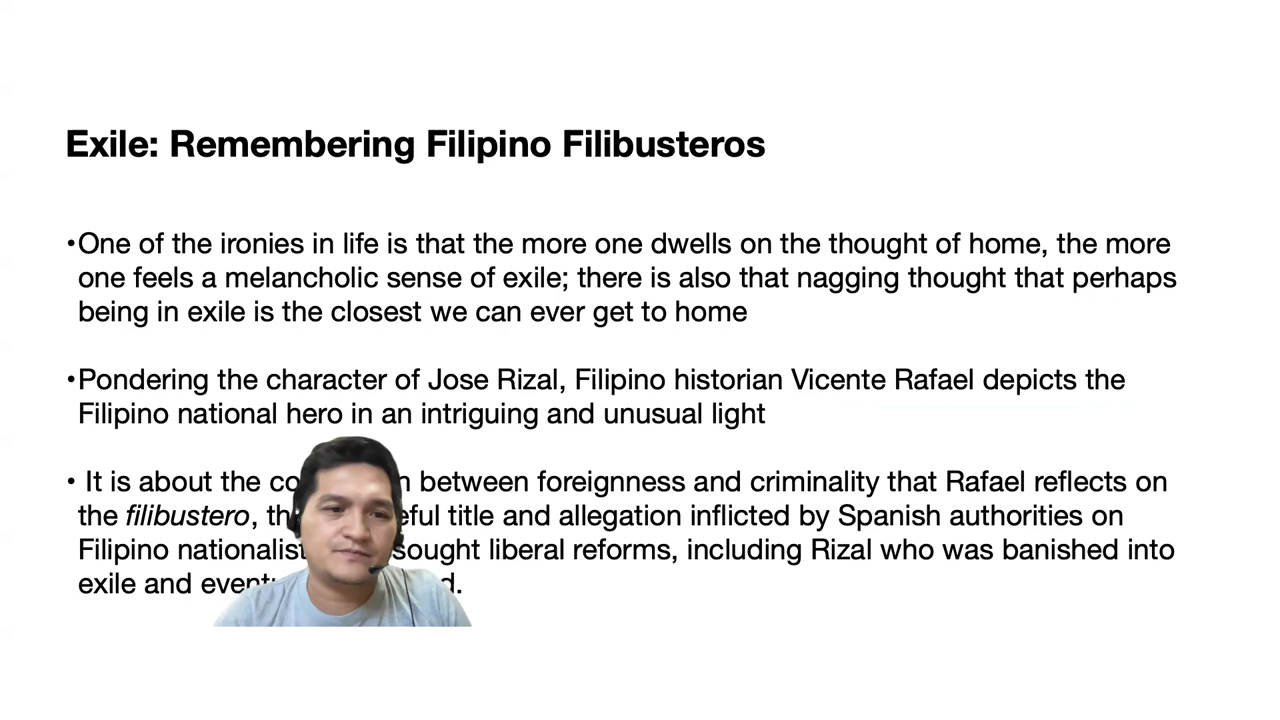 Exile: Remembering Filipino Filibusteros
•One of the ironies in life is that the more one dwells on the thought of home, the more
one feels a melancholic sense of exile; there is also that nagging thought that perhaps
being in exile is the closest we can ever get to home
•Pondering the character of Jose Rizal, Filipino historian Vicente Rafael depicts the
Filipino national hero in an intriguing and unusual light
• It is about the between foreignness and criminality that Rafael reflects on
the filibustero, title and allegation inflicted by Spanish authorities on
Filipino sought liberal reforms, including Rizal who was banished into
exile and